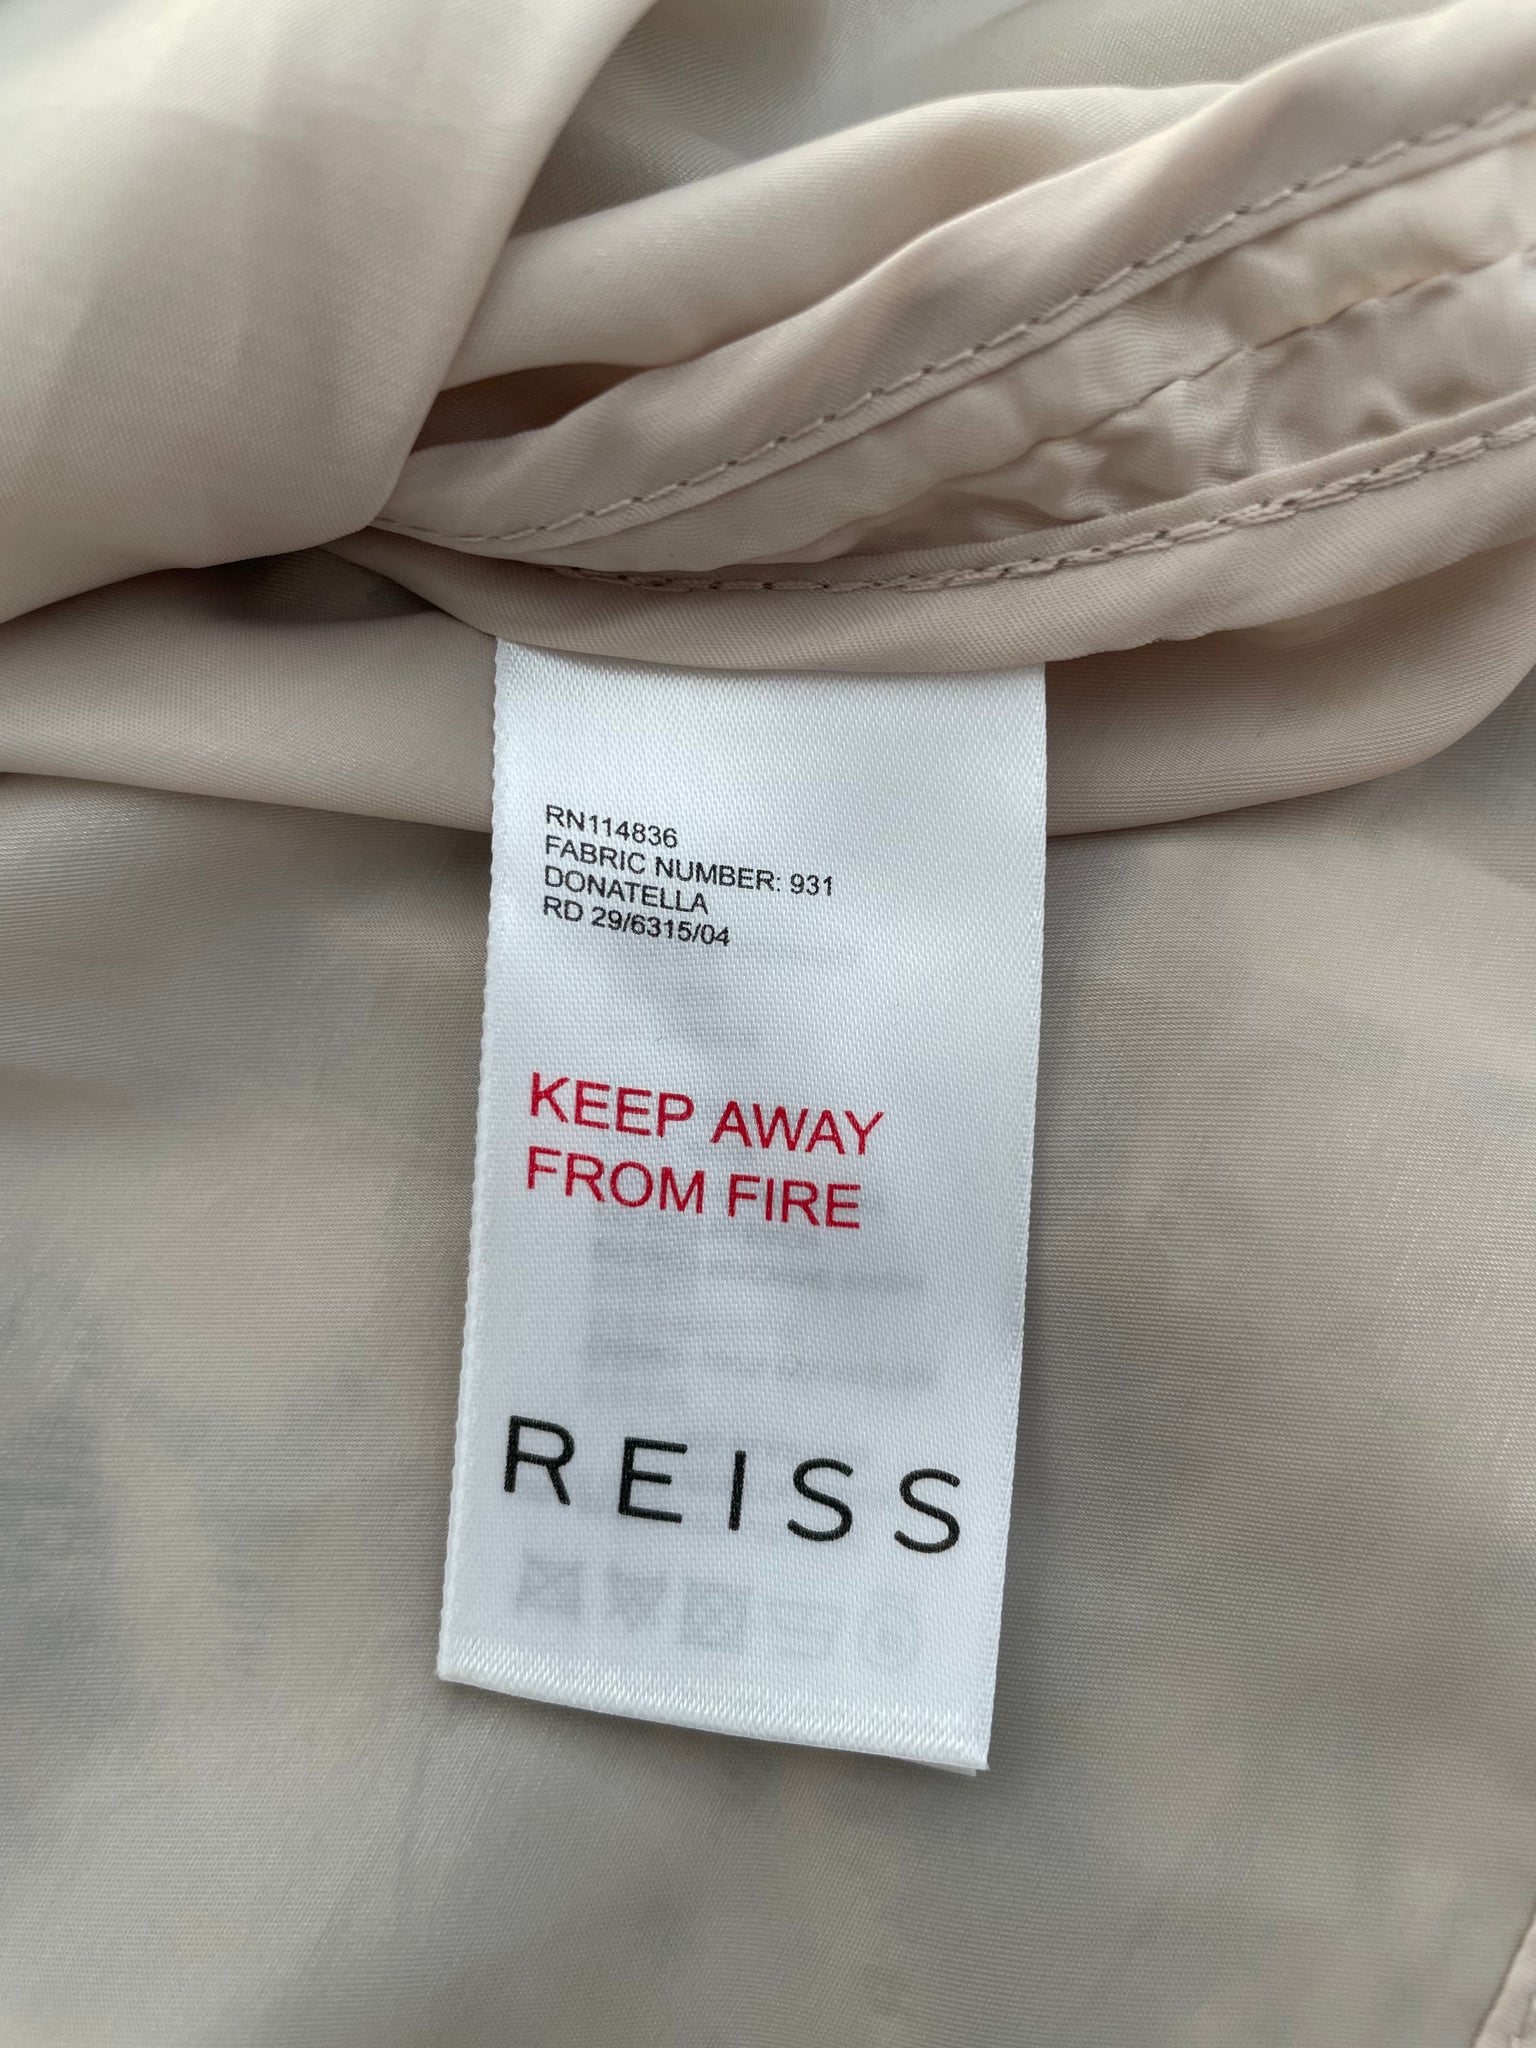 RN114836
FABRIC NUMBER: 931
DONATELLA
RD 29/6315/04
KEEP AWAY
FROM FIRE
REISS